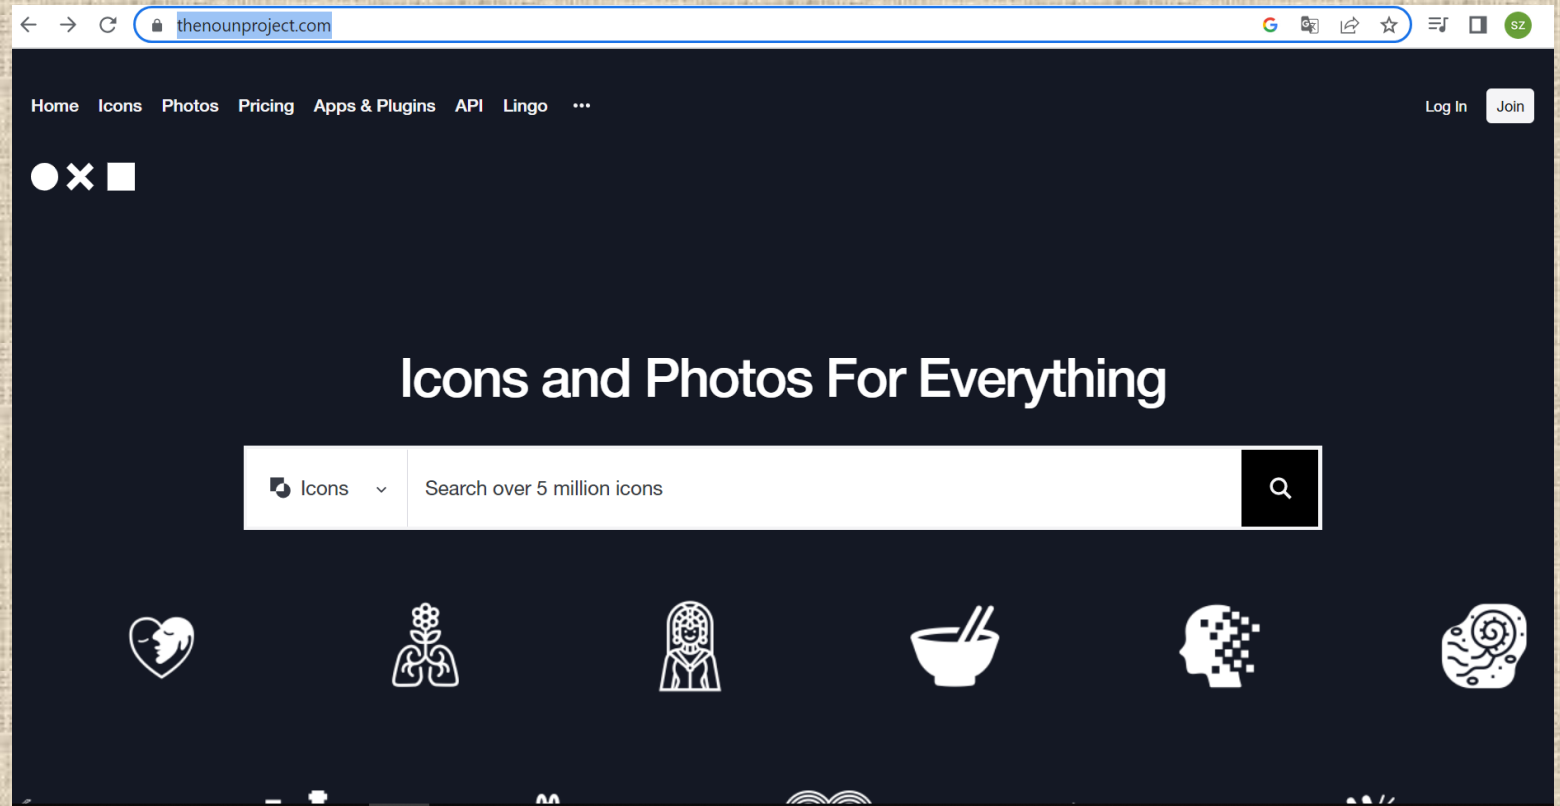 thenounproject.com
SZ
Home Icons Photos Pricing Apps & Plugins API Lingo ...
Log In Join
Icons and Photos For Everything
Icons Search over 5 million icons